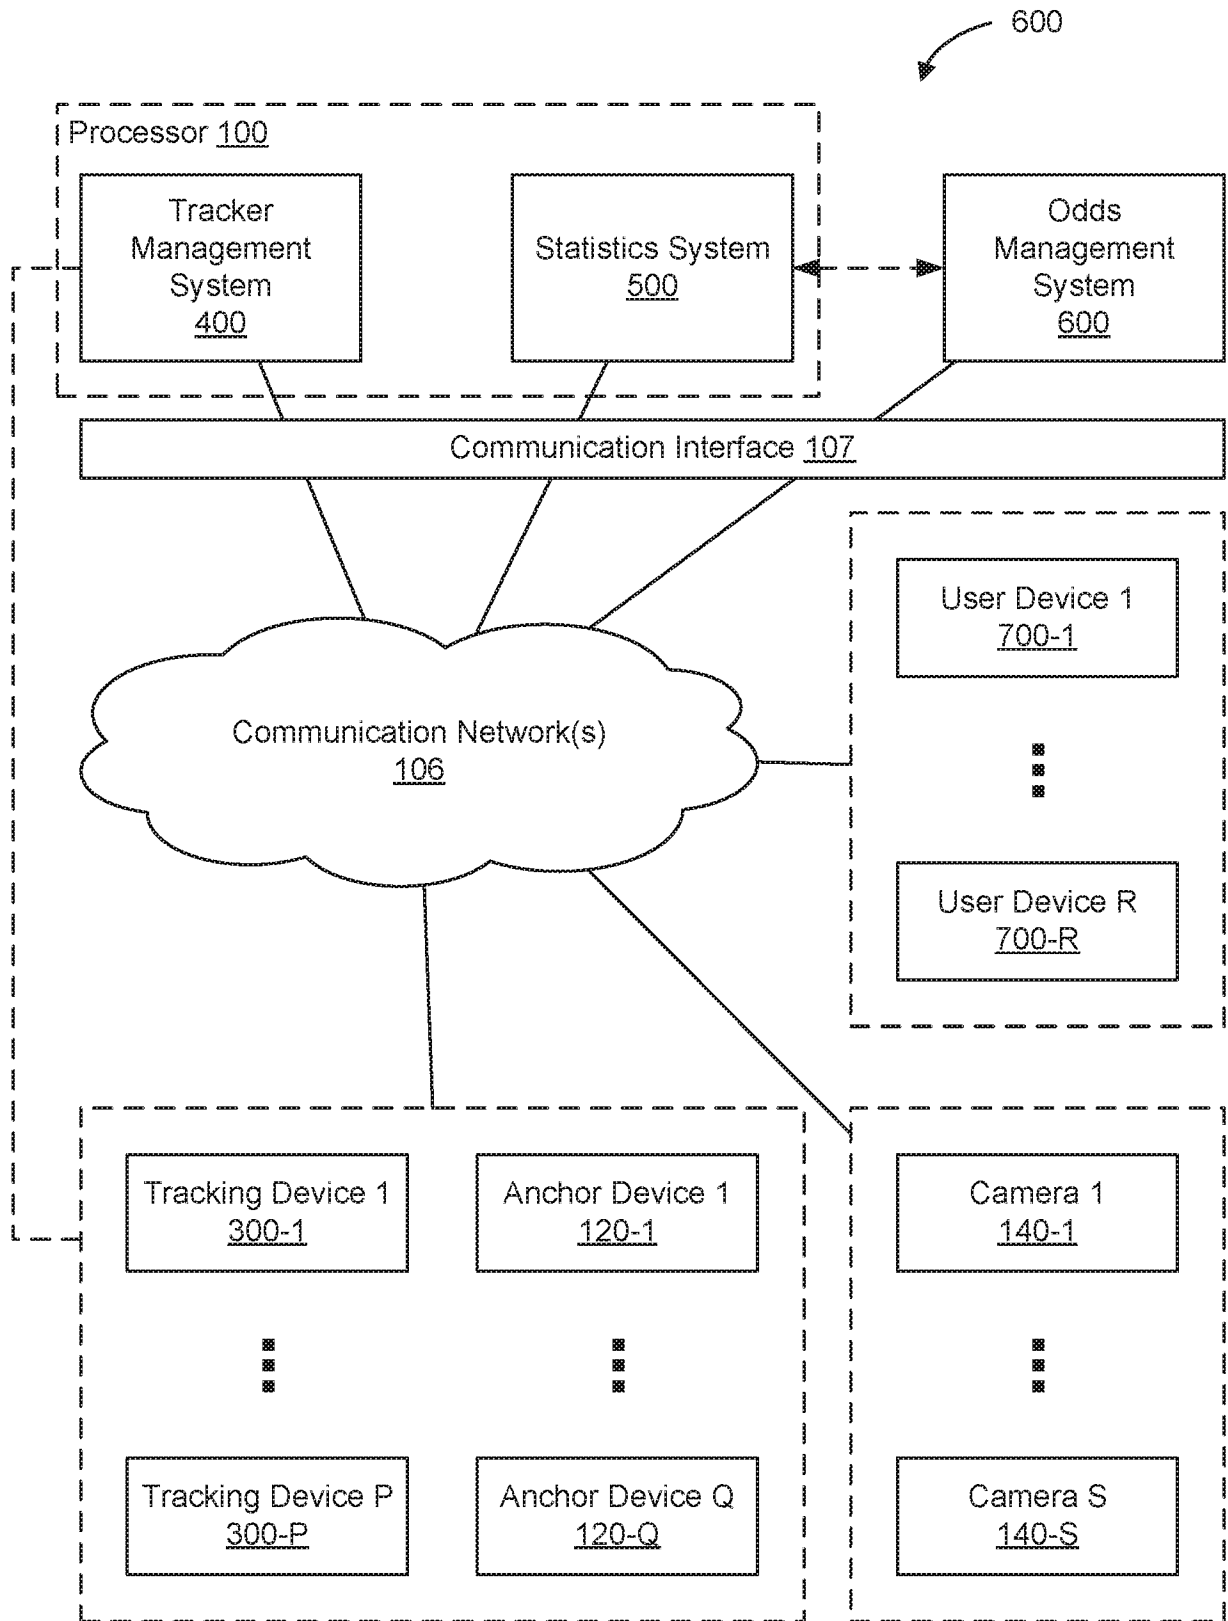 600
Processor 100
Tracker
Management
System
400
Statistics System
500
Odds
Management
System
600
Communication Interface 107
Communication Network(s)
106
User Device 1
700-1
User Device R
700-R
Tracking Device 1
300-1
Anchor Device 1
120-1
Camera 1
140-1
Tracking Device P
300-P
Anchor Device Q
120-Q
Camera S
140-S